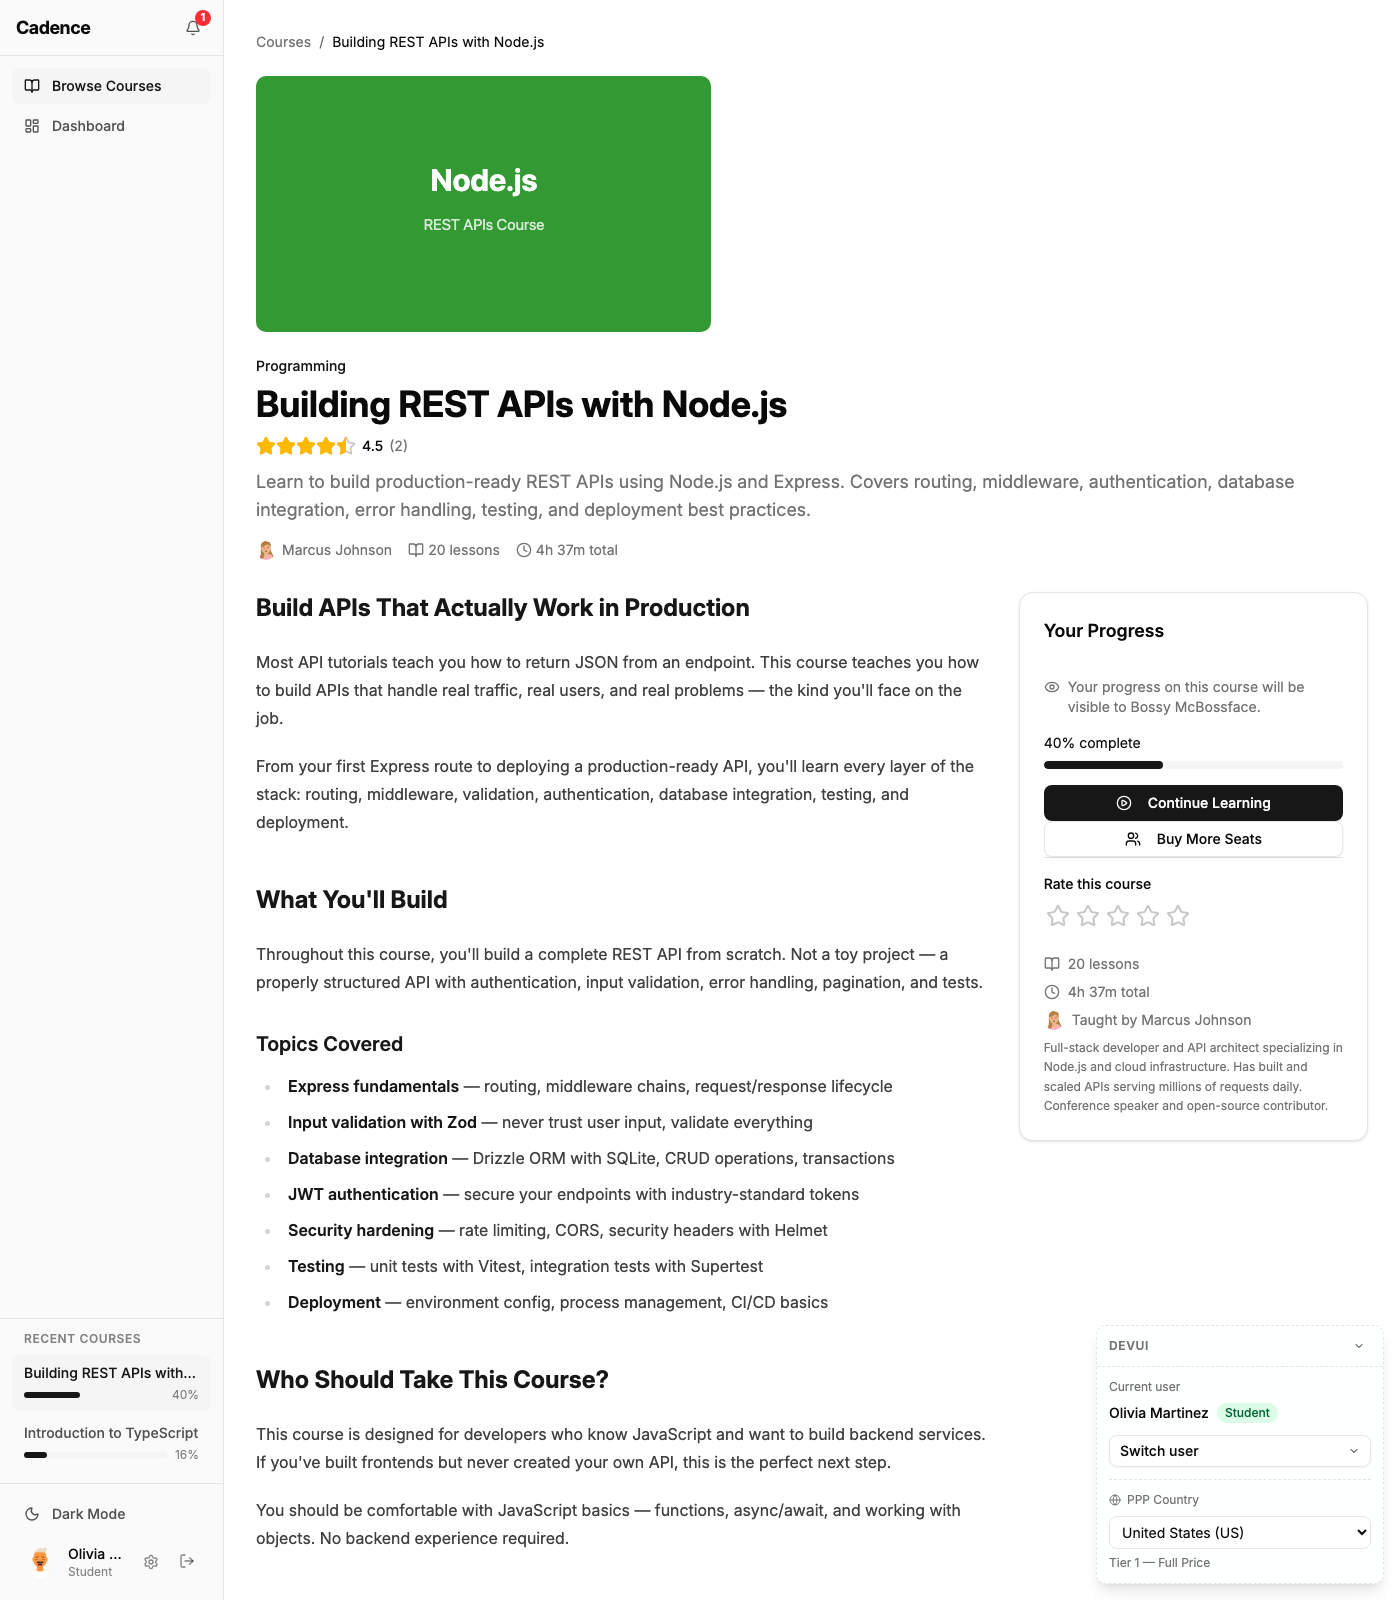 Cadence
1
Browse Courses
Dashboard
Courses / Building REST APIs with Node.js
Node.js
REST APIs Course
Programming
Building REST APIs with Node.js
4.5 (2)
Learn to build production-ready REST APIs using Node.js and Express. Covers routing, middleware, authentication, database
integration, error handling, testing, and deployment best practices.
Marcus Johnson 20 lessons 4h 37m total
Build APIs That Actually Work in Production
Most API tutorials teach you how to return JSON from an endpoint. This course teaches you how
to build APIs that handle real traffic, real users, and real problems — the kind you'll face on the
job.
From your first Express route to deploying a production-ready API, you'll learn every layer of the
stack: routing, middleware, validation, authentication, database integration, testing, and
deployment.
What You'll Build
Throughout this course, you'll build a complete REST API from scratch. Not a toy project — a
properly structured API with authentication, input validation, error handling, pagination, and tests.
Topics Covered
Express fundamentals — routing, middleware chains, request/response lifecycle
Input validation with Zod — never trust user input, validate everything
Database integration — Drizzle ORM with SQLite, CRUD operations, transactions
JWT authentication — secure your endpoints with industry-standard tokens
Security hardening — rate limiting, CORS, security headers with Helmet
Testing — unit tests with Vitest, integration tests with Supertest
Deployment — environment config, process management, CI/CD basics
Who Should Take This Course?
This course is designed for developers who know JavaScript and want to build backend services.
If you've built frontends but never created your own API, this is the perfect next step.
You should be comfortable with JavaScript basics — functions, async/await, and working with
objects. No backend experience required.
Your Progress
Your progress on this course will be
visible to Bossy McBossface.
40% complete
Continue Learning
Buy More Seats
Rate this course
20 lessons
4h 37m total
Taught by Marcus Johnson
Full-stack developer and API architect specializing in
Node.js and cloud infrastructure. Has built and
scaled APIs serving millions of requests daily.
Conference speaker and open-source contributor.
RECENT COURSES
Building REST APIs with...
40%
Introduction to TypeScript
16%
Dark Mode
Olivia ...
Student
DEVUI
Current user
Olivia Martinez Student
Switch user
PPP Country
United States (US)
Tier 1 — Full Price